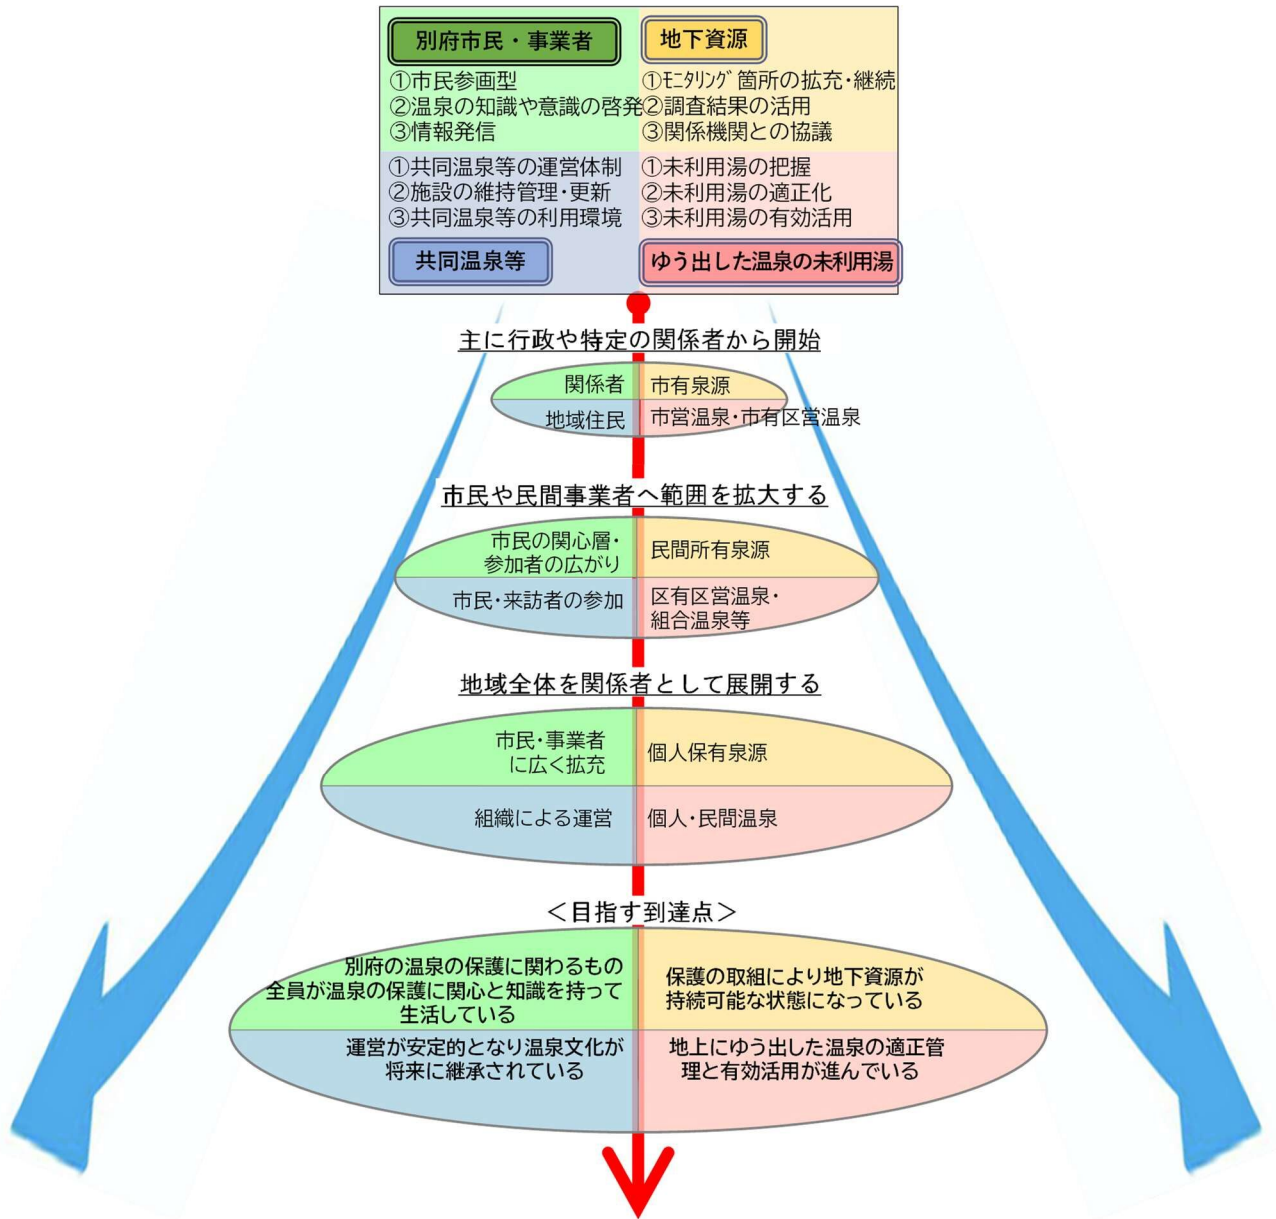 別府市民・事業者
①市民参画型
②温泉の知識や意識の啓発
③情報発信
地下資源
①ﾓﾆﾀﾘﾝｸﾞ箇所の拡充・継続
②調査結果の活用
③関係機関との協議
①共同温泉等の運営体制
②施設の維持管理・更新
③共同温泉等の利用環境
共同温泉等
①未利用湯の把握
②未利用湯の適正化
③未利用湯の有効活用
ゆう出した温泉の未利用湯
主に行政や特定の関係者から開始
関係者
市有泉源
地域住民
市営温泉・市有区営温泉
市民や民間事業者へ範囲を拡大する
市民の関心層・
参加者の広がり
民間所有泉源
市民・来訪者の参加
区有区営温泉・
組合温泉等
地域全体を関係者として展開する
市民・事業者
に広く拡充
個人保有泉源
組織による運営
個人・民間温泉
＜目指す到達点＞
別府の温泉の保護に関わるもの
全員が温泉の保護に関心と知識を持って
生活している
保護の取組により地下資源が
持続可能な状態になっている
運営が安定的となり温泉文化が
将来に継承されている
地上にゆう出した温泉の適正管
理と有効活用が進んでいる